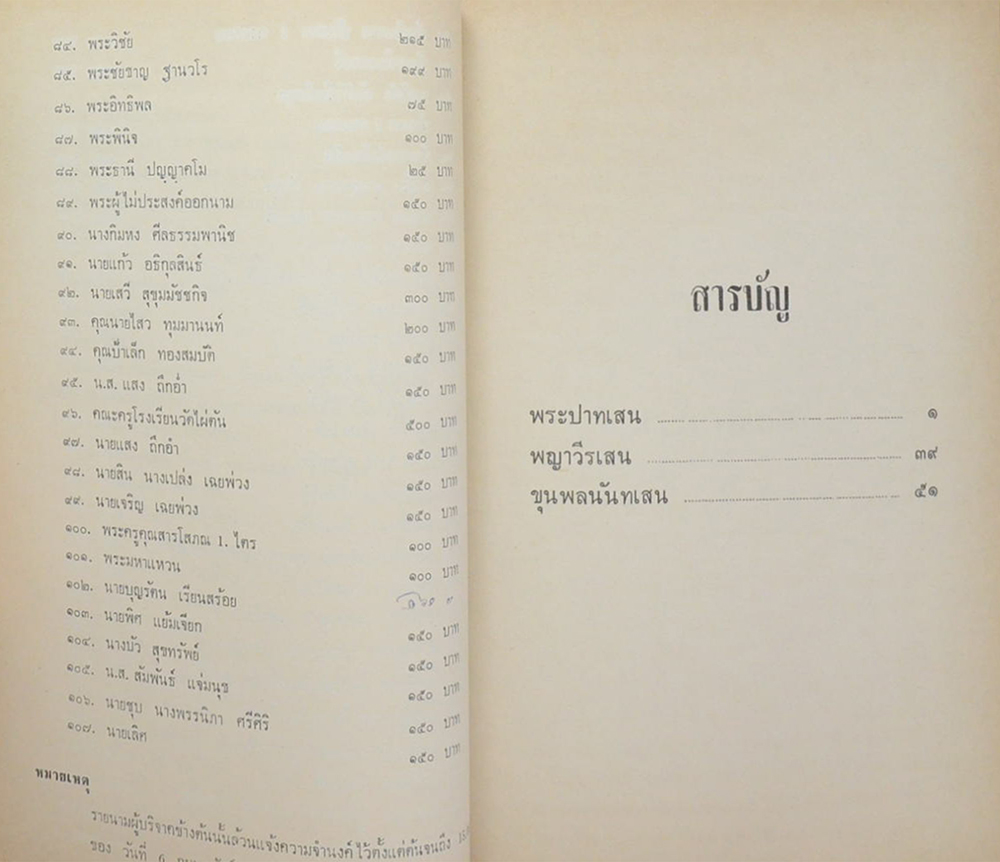 ๘๔. พระวิชัย ๒๑๕ บาท
๘๕. พระชัยชาญ ฐานวโร ๑๙๙ บาท
๘๖. พระอิทธิพล ๗๕ บาท
๘๗. พระพินิจ ๑๐๐ บาท
๘๘. พระธานี ปญฺญาคโม ๒๕ บาท
๘๙. พระผู้ไม่ประสงค์ออกนาม ๑๕๐ บาท
๙๐. นางกิมหง ศีลธรรมพานิช ๑๕๐ บาท
๙๑. นายแก้ว อธิกุลสินธ์ ๑๕๐ บาท
๙๒. นายเสวี สุขุมมัชชกิจ ๓๐๐ บาท
๙๓. คุณนายไสว ทุมมานนท์ ๒๐๐ บาท
๙๔. คุณป้าเล็ก ทองสมบัติ ๑๕๐ บาท
๙๕. น.ส. แสง ถึกอ่ำ ๑๕๐ บาท
๙๖. คณะครูโรงเรียนวัดไผ่ตัน ๕๐๐ บาท
๙๗. นายแสง ถึกอ่ำ ๑๕๐ บาท
๙๘. นายสิน นางเปล่ง เฉยพ่วง ๑๕๐ บาท
๙๙. นายเจริญ เฉยพ่วง ๑๕๐ บาท
๑๐๐. พระครูคุณสารโสภณ 1. ไตร ๑๐๐ บาท
๑๐๑. พระมหาแหวน ๑๐๐ บาท
๑๐๒. นายบุญรัตน เรียนสร้อย
๑๐๓. นายพิศ แย้มเจียก ๑๕๐ บาท
๑๐๔. นางบัว สุขทรัพย์ ๑๕๐ บาท
๑๐๕. น.ส. สัมพันธ์ แจ่มนุช ๑๕๐ บาท
๑๐๖. นายชุบ นางพรรนิภา ศรีศิริ ๑๕๐ บาท
๑๐๗. นายเลิศ ๑๕๐ บาท
หมายเหตุ
รายนามผู้บริจาคข้างต้นนั้นล้วนแจ้งความจำนงค์ไว้ตั้งแต่ต้นจนถึง
ของ วันที่
สารบัญ
พระปาทเสน ๑
พญาวีรเสน ๓๙
ขุนพลนันทเสน ๕๑